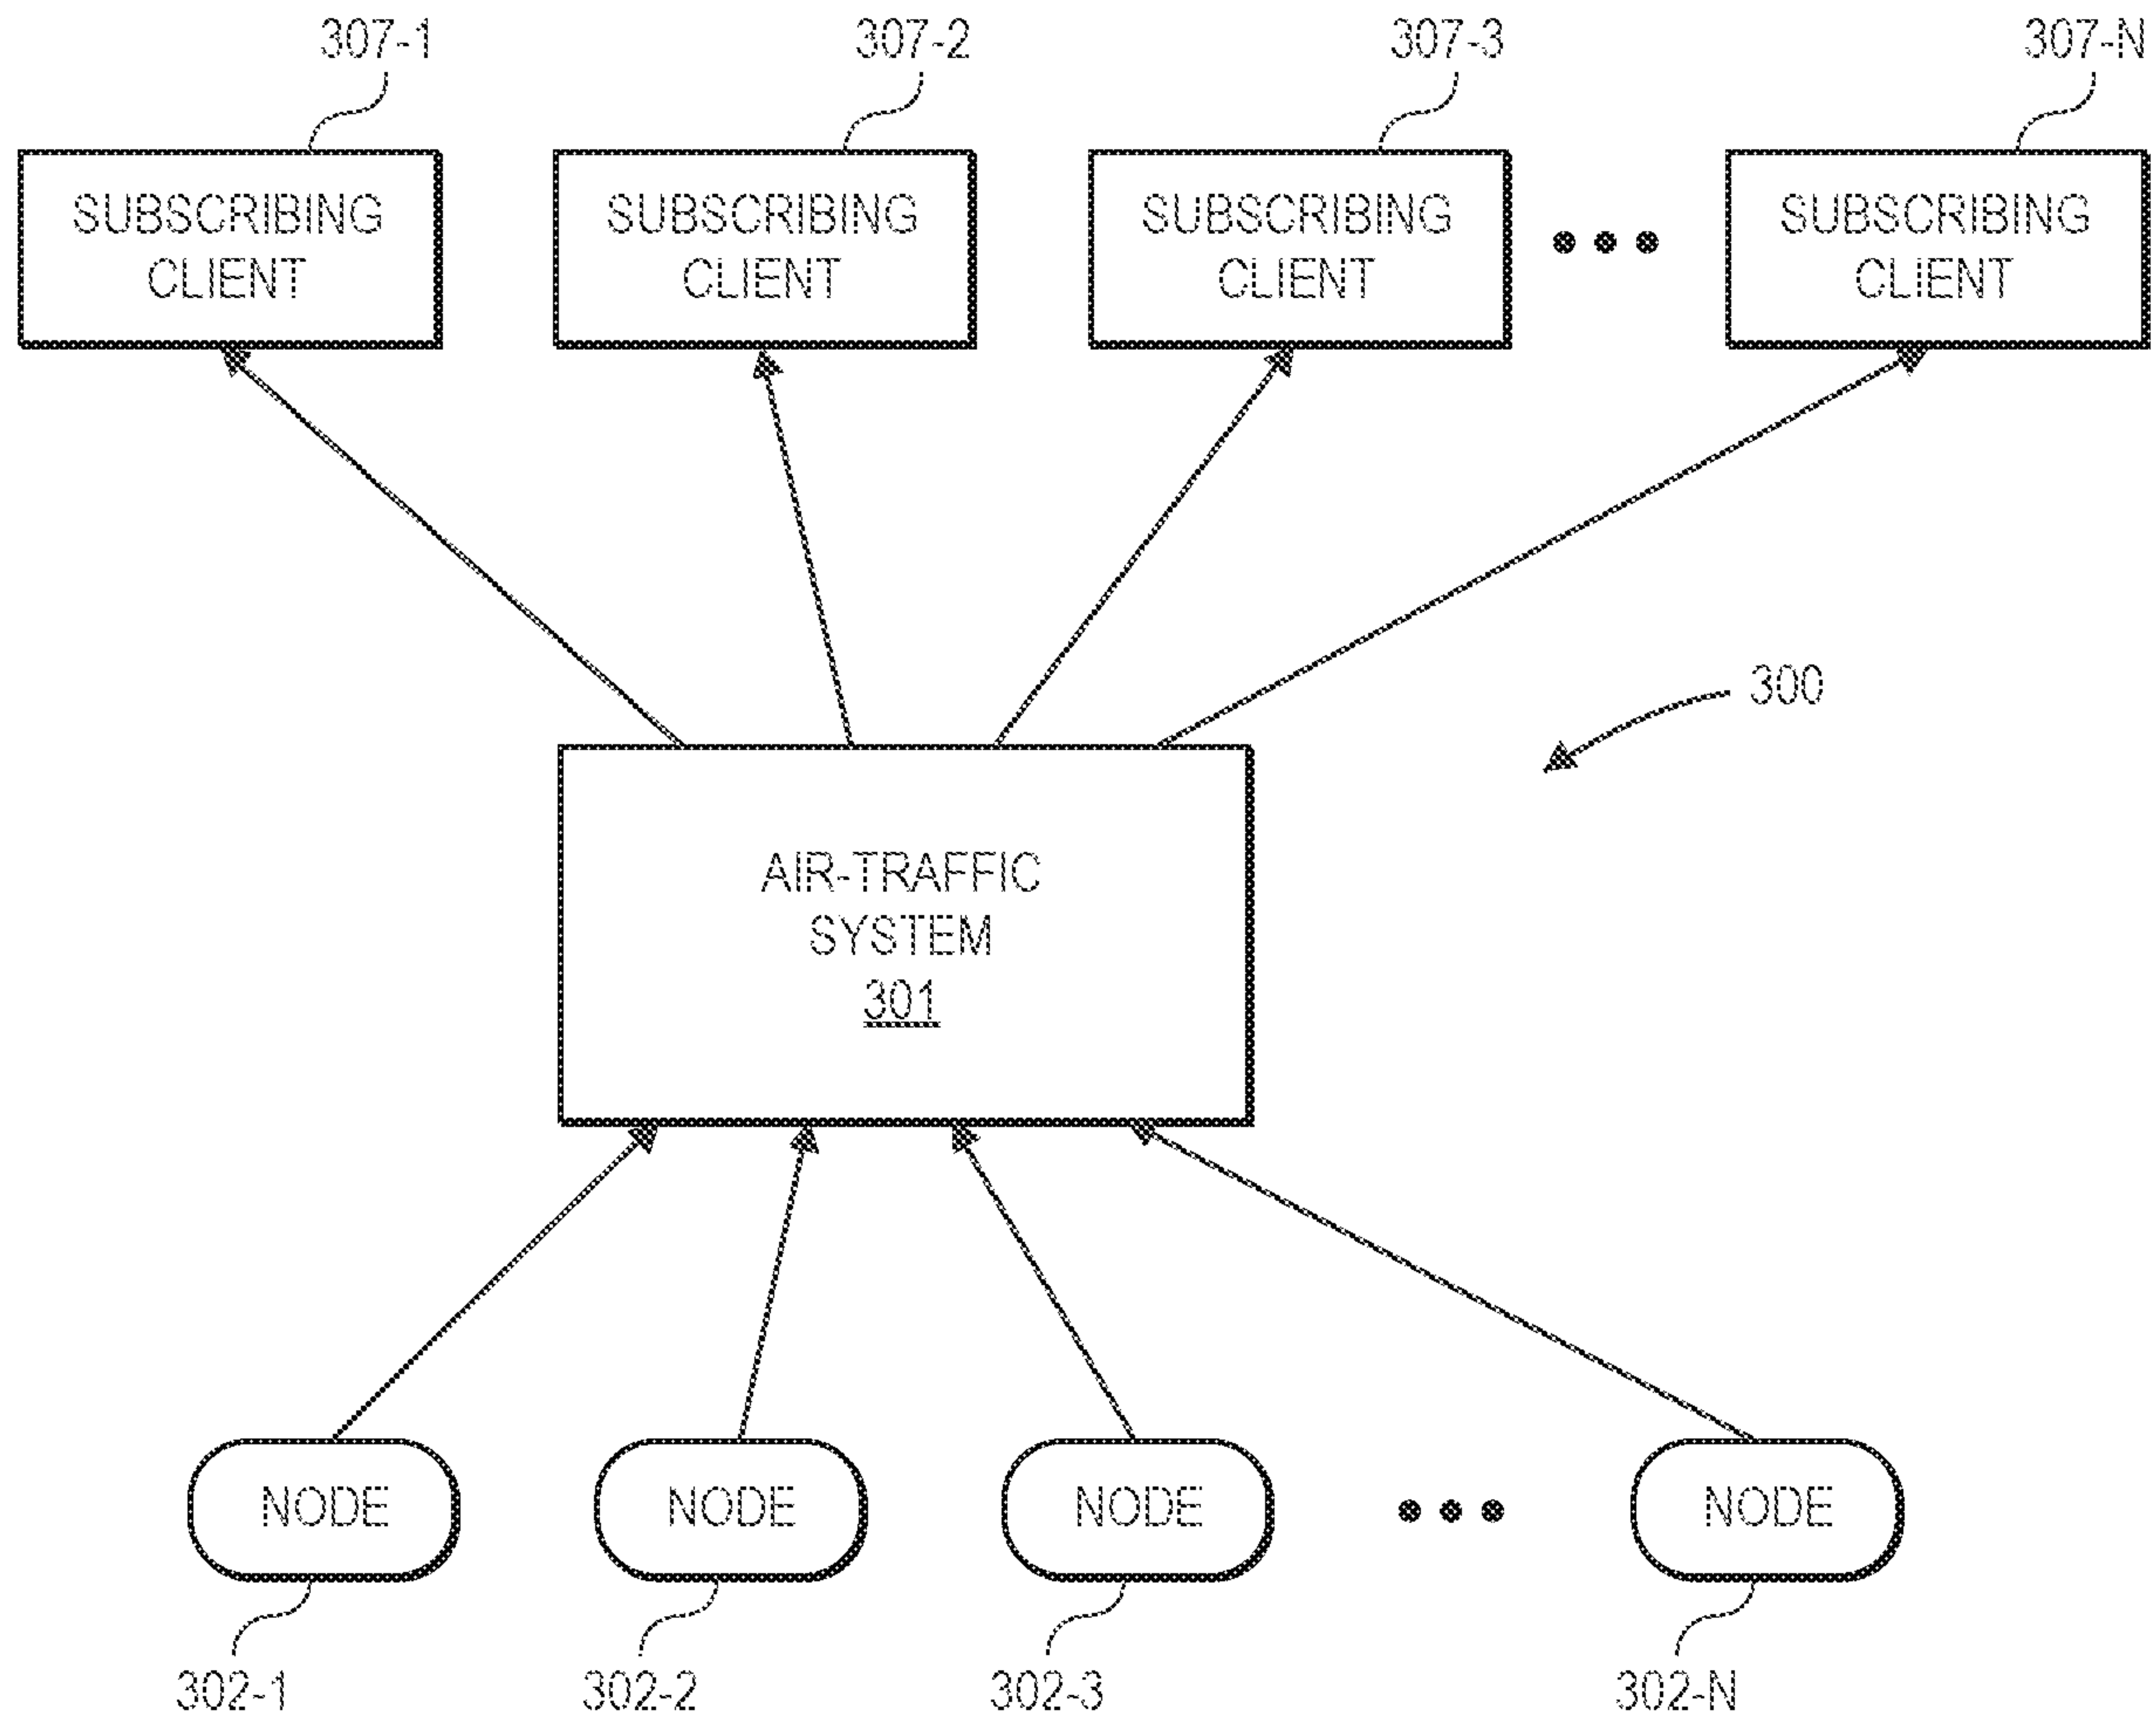 307-1
307-2
307-3
307-N
SUBSCRIBING
CLIENT
SUBSCRIBING
CLIENT
SUBSCRIBING
CLIENT
SUBSCRIBING
CLIENT
300
AIR-TRAFFIC
SYSTEM
301
NODE
NODE
NODE
NODE
302-1
302-2
302-3
302-N